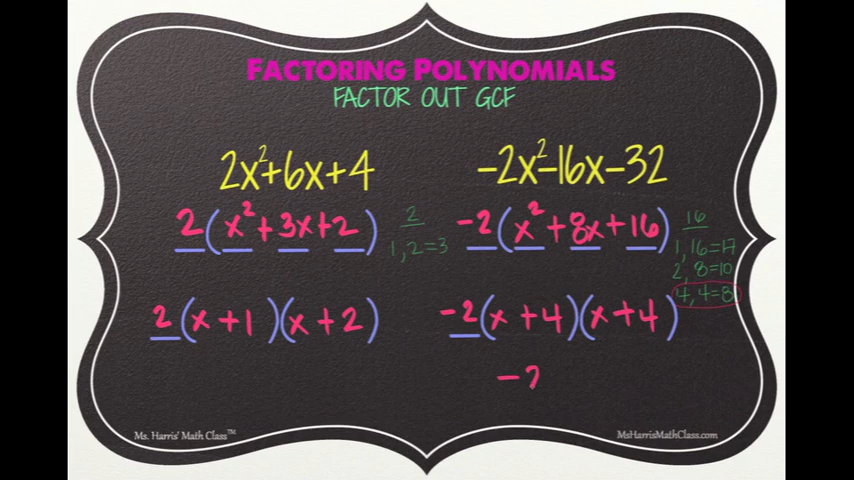 FACTORING POLYNOMIALS
FACTOR OUT GCF
2x²+6x+4
2(x²+3x+2)
2
1,2=3
2(x+1)(x+2)
-2x²-16x-32
-2(x²+8x+16)
16
1,16=17
2,8=10
4,4=8
-2(x+4)(x+4)
-2
Ms. Harris' Math Class™
MsHarrisMathClass.com